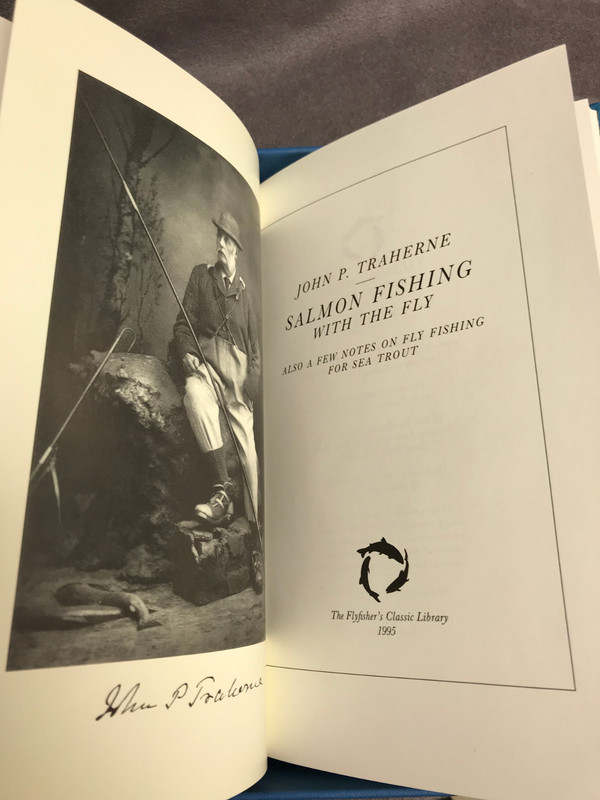 John P Traherne
JOHN P. TRAHERNE
SALMON FISHING
WITH THE FLY
ALSO A FEW NOTES ON FLY FISHING
FOR SEA TROUT
The Flyfisher's Classic Library
1995